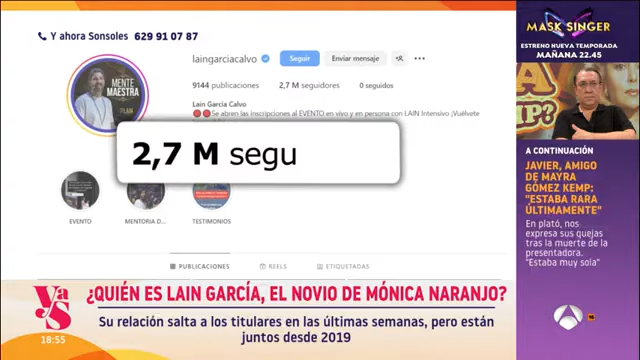 Y ahora Sonsoles 629 91 07 87
laingarciacalvo
Seguir
Enviar mensaje
9144 publicaciones
2,7 M seguidores
0 seguidos
Lain Garcia Calvo
Se abren las inscripciones al EVENTO en vivo y en persona con LAIN Intensivo ¡Vuélvete
MENTE
MAESTRA
2,7 M segu
EVENTO
MENTORIA D...
TESTIMONIOS
PUBLICACIONES
REELS
ETIQUETADAS
MASK SINGER
ESTRENO NUEVA TEMPORADA
MAÑANA 22.45
A CONTINUACIÓN
JAVIER, AMIGO
DE MAYRA
GÓMEZ KEMP:
"ESTABA RARA
ÚLTIMAMENTE"
En plató, nos
expresa sus quejas
tras la muerte de la
presentadora.
"Estaba muy sola"
YaS
18:55
¿QUIÉN ES LAIN GARCÍA, EL NOVIO DE MÓNICA NARANJO?
Su relación salta a los titulares en las últimas semanas, pero están
juntos desde 2019